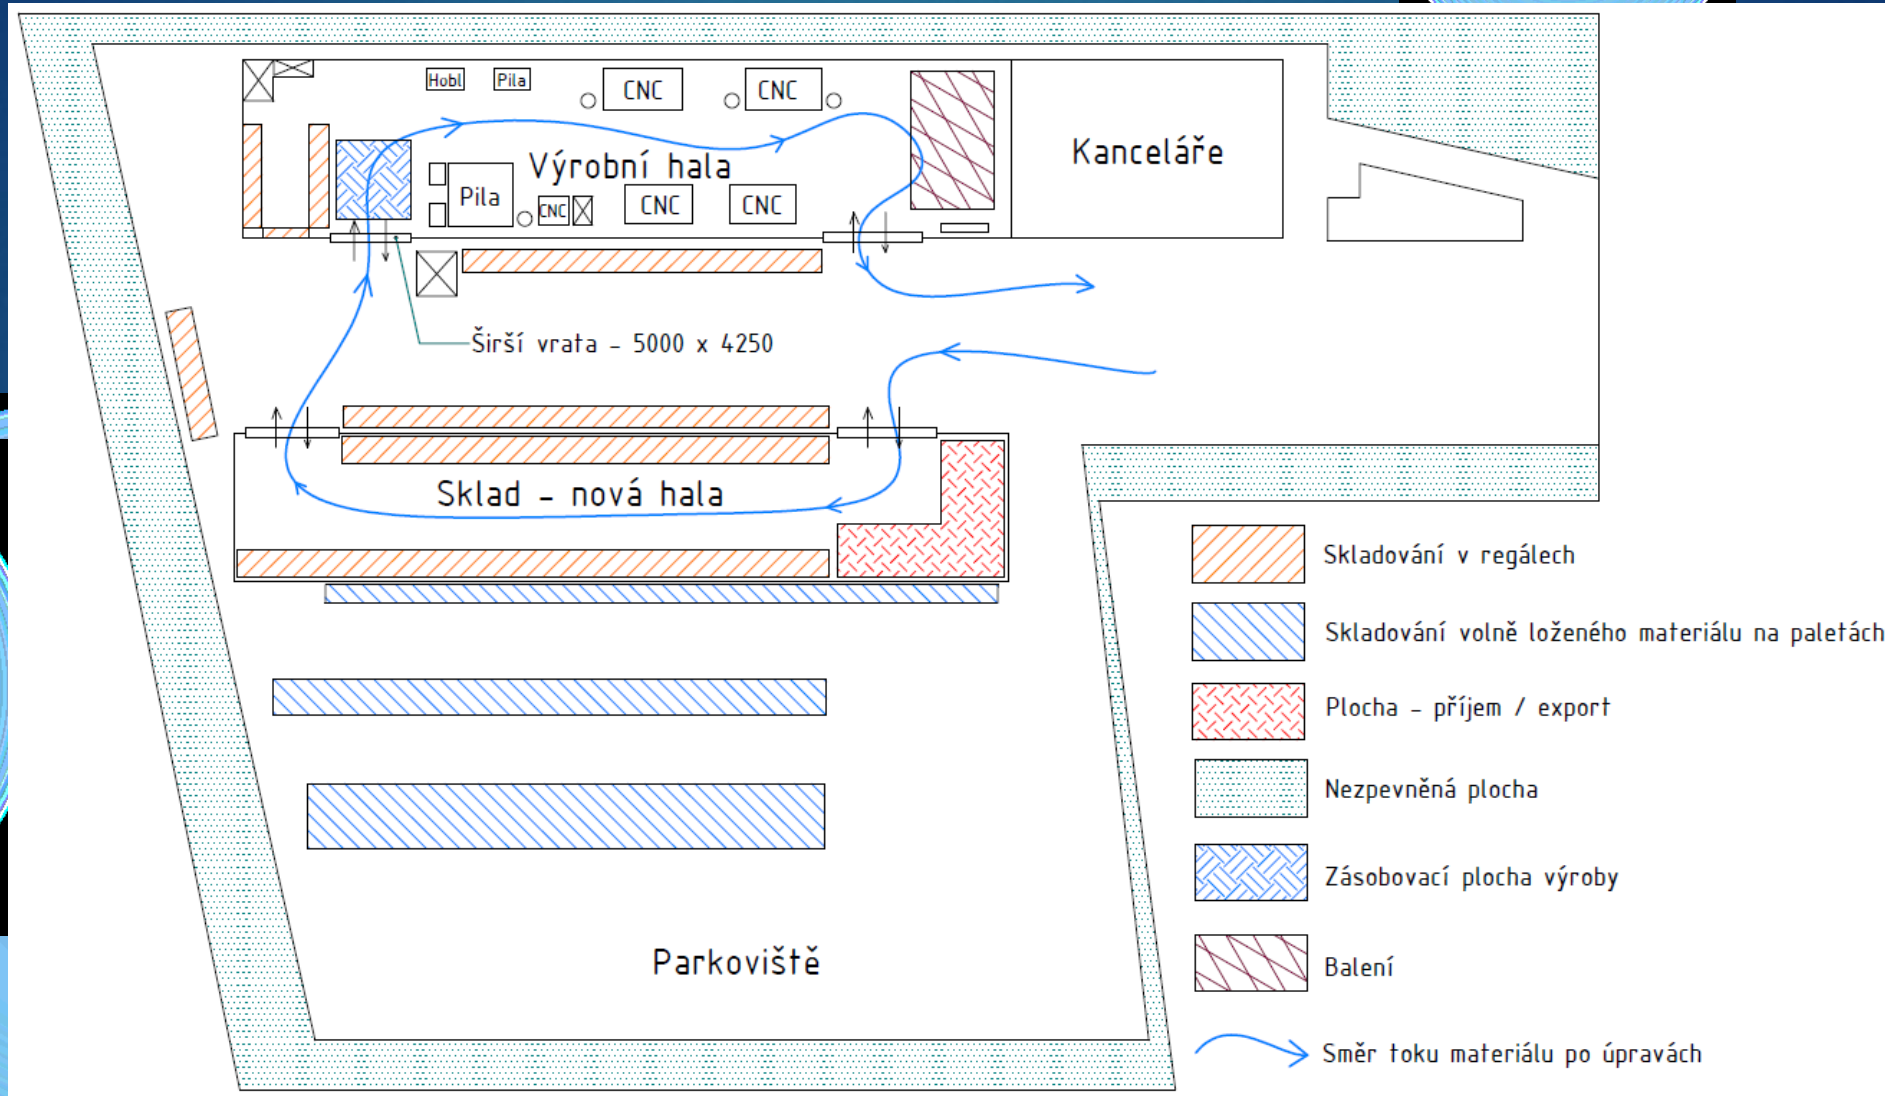 Hobl
Pila
CNC
CNC
Výrobní hala
Kanceláře
Pila
CNC
CNC
CNC
Širší vrata - 5000 x 4250
Sklad - nová hala
Parkoviště
Skladování v regálech
Skladování volně loženého materiálu na paletách
Plocha - příjem / export
Nezpevněná plocha
Zásobovací plocha výroby
Balení
Směr toku materiálu po úpravách